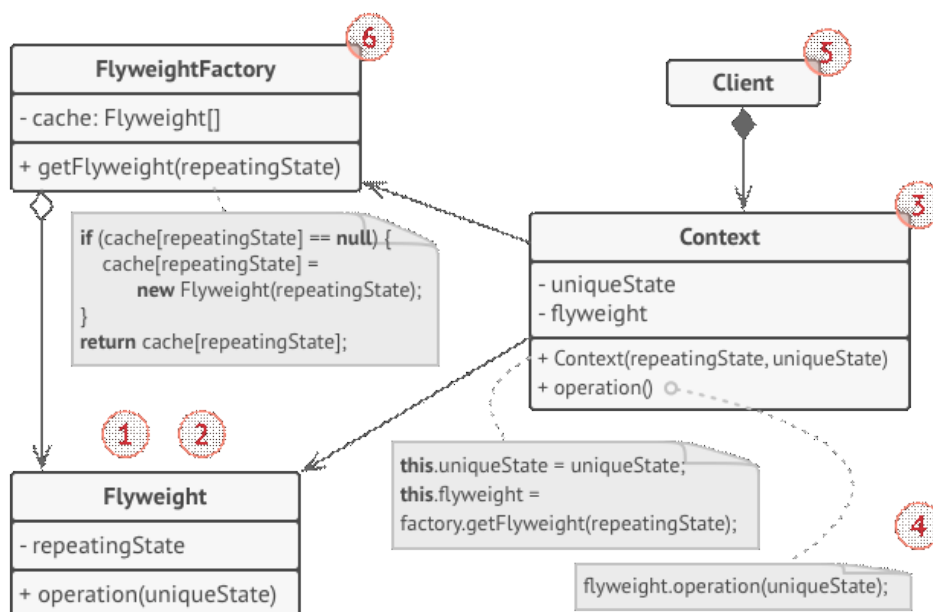 6
FlyweightFactory
- cache: Flyweight[]
+ getFlyweight(repeatingState)
if (cache[repeatingState] == null) {
cache[repeatingState] =
new Flyweight(repeatingState);
}
return cache[repeatingState];
5
Client
3
Context
- uniqueState
- flyweight
+ Context(repeatingState, uniqueState)
+ operation()
this.uniqueState = uniqueState;
this.flyweight =
factory.getFlyweight(repeatingState);
4
flyweight.operation(uniqueState);
1
2
Flyweight
- repeatingState
+ operation(uniqueState)